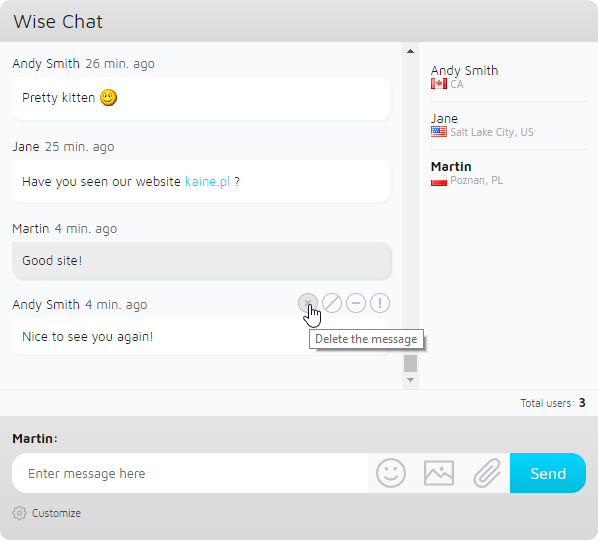 Wise Chat
Andy Smith 26 min. ago
Pretty kitten
Jane 25 min. ago
Have you seen our website kaine.pl ?
Martin 4 min. ago
Good site!
Andy Smith 4 min. ago
Nice to see you again!
Delete the message
Andy Smith
CA
Jane
Salt Lake City, US
Martin
Poznan, PL
Total users: 3
Martin:
Enter message here
Send
Customize